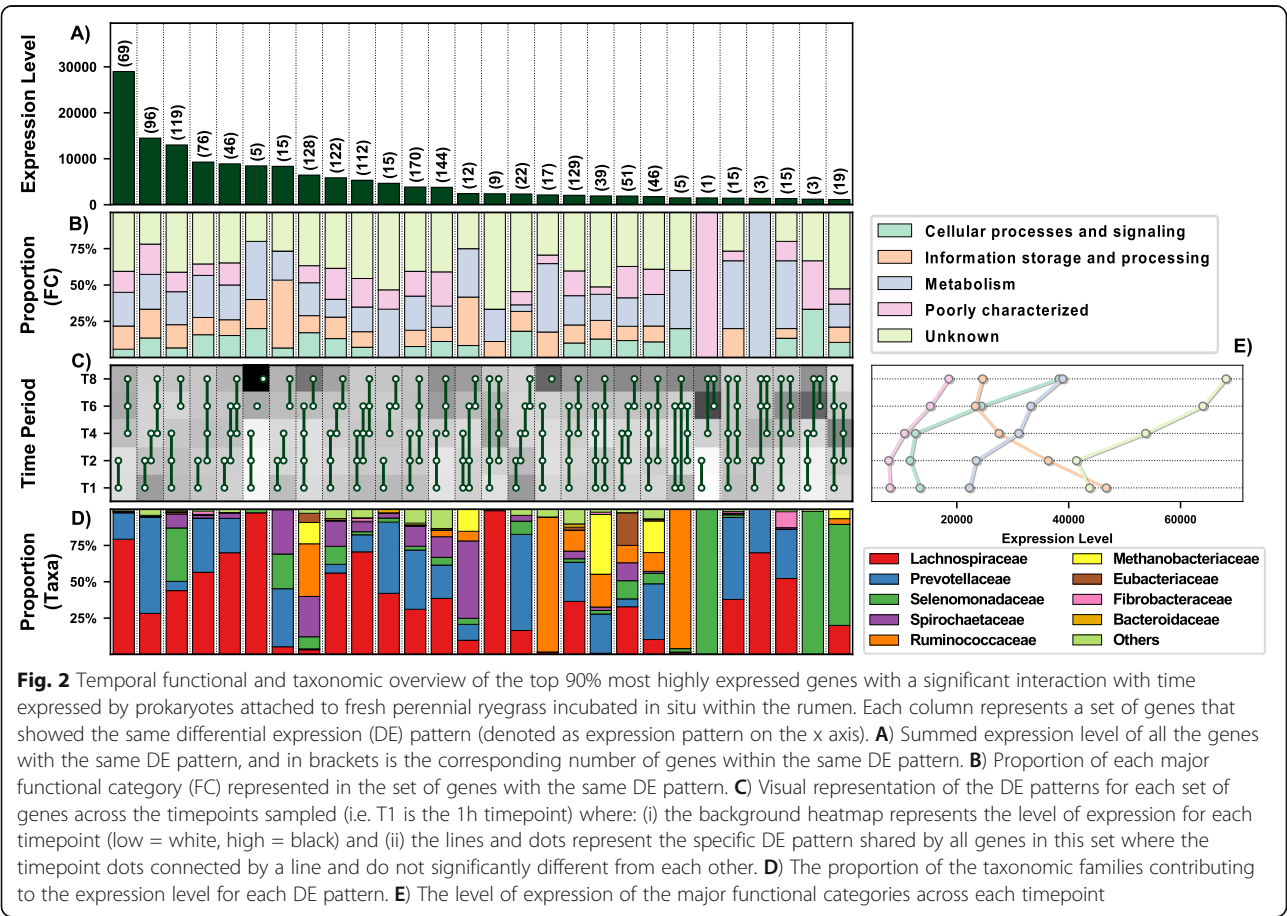 A)
Expression Level
30000
20000
10000
0
(69)
(96)
(119)
(76)
(46)
(5)
(15)
(128)
(122)
(112)
(15)
(170)
(144)
(12)
(9)
(22)
(17)
(129)
(39)
(51)
(46)
(5)
(1)
(15)
(3)
(15)
(3)
(19)
B)
Proportion
(FC)
75%
50%
25%
Cellular processes and signaling
Information storage and processing
Metabolism
Poorly characterized
Unknown
C)
Time Period
T8
T6
T4
T2
T1
E)
20000
40000
60000
Expression Level
D)
Proportion
(Taxa)
75%
50%
25%
Lachnospiraceae
Prevotellaceae
Selenomonadaceae
Spirochaetaceae
Ruminococcaceae
Methanobacteriaceae
Eubacteriaceae
Fibrobacteraceae
Bacteroidaceae
Others
Fig. 2 Temporal functional and taxonomic overview of the top 90% most highly expressed genes with a significant interaction with time
expressed by prokaryotes attached to fresh perennial ryegrass incubated in situ within the rumen. Each column represents a set of genes that
showed the same differential expression (DE) pattern (denoted as expression pattern on the x axis). A) Summed expression level of all the genes
with the same DE pattern, and in brackets is the corresponding number of genes within the same DE pattern. B) Proportion of each major
functional category (FC) represented in the set of genes with the same DE pattern. C) Visual representation of the DE patterns for each set of
genes across the timepoints sampled (i.e. T1 is the 1h timepoint) where: (i) the background heatmap represents the level of expression for each
timepoint (low = white, high = black) and (ii) the lines and dots represent the specific DE pattern shared by all genes in this set where the
timepoint dots connected by a line and do not significantly different from each other. D) The proportion of the taxonomic families contributing
to the expression level for each DE pattern. E) The level of expression of the major functional categories across each timepoint